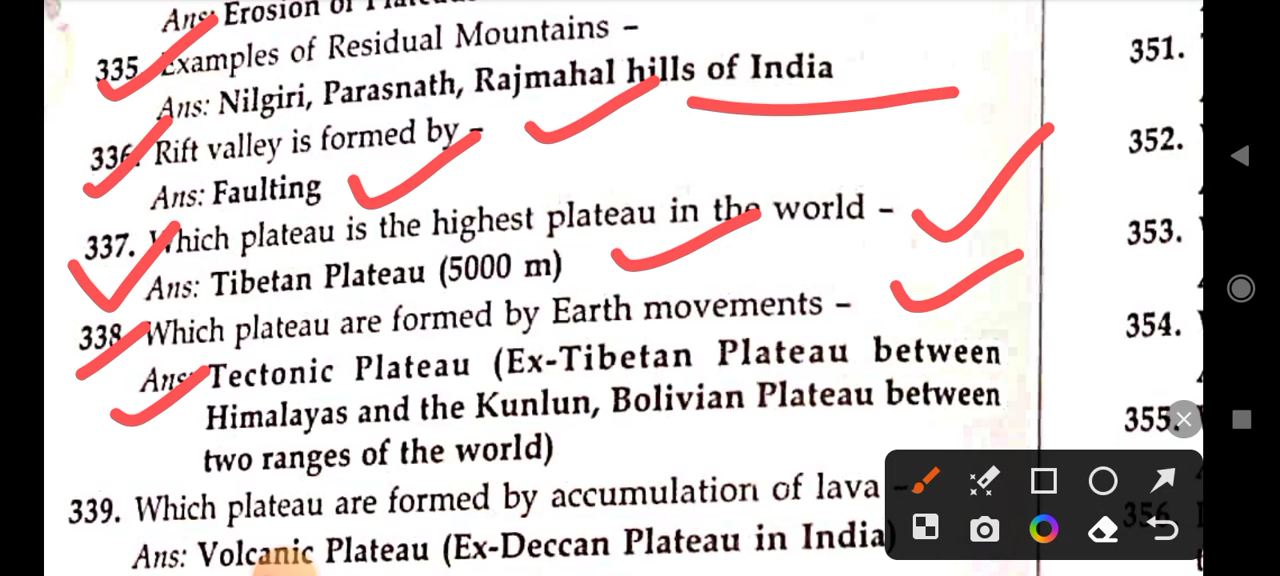 Ans: Erosion of
335. Examples of Residual Mountains –
Ans: Nilgiri, Parasnath, Rajmahal hills of India
336. Rift valley is formed by –
Ans: Faulting
337. Which plateau is the highest plateau in the world –
Ans: Tibetan Plateau (5000 m)
338. Which plateau are formed by Earth movements –
Ans: Tectonic Plateau (Ex-Tibetan Plateau between
Himalayas and the Kunlun, Bolivian Plateau between
two ranges of the world)
339. Which plateau are formed by accumulation of lava –
Ans: Volcanic Plateau (Ex-Deccan Plateau in India)
351.
352.
353.
354.
355.
356.